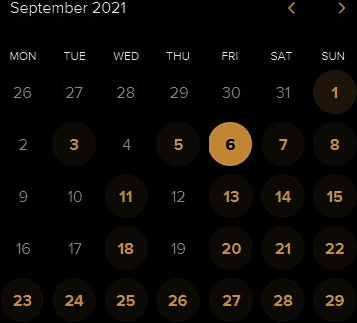 September 2021
MON TUE WED THU FRI SAT SUN
26 27 28 29 30 31 1
2 3 4 5 6 7 8
9 10 11 12 13 14 15
16 17 18 19 20 21 22
23 24 25 26 27 28 29